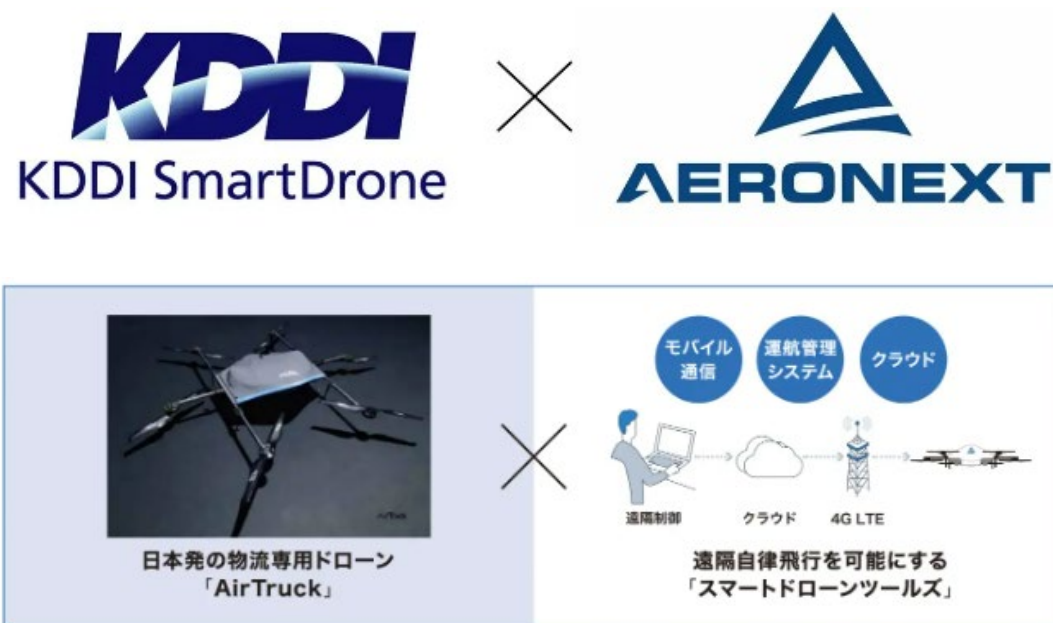 KDDI
KDDI SmartDrone
AERONEXT
モバイル
通信
運航管理
システム
クラウド
遠隔制御
クラウド
4G LTE
日本発の物流専用ドローン
「AirTruck」
遠隔自律飛行を可能にする
「スマートドローンツールズ」